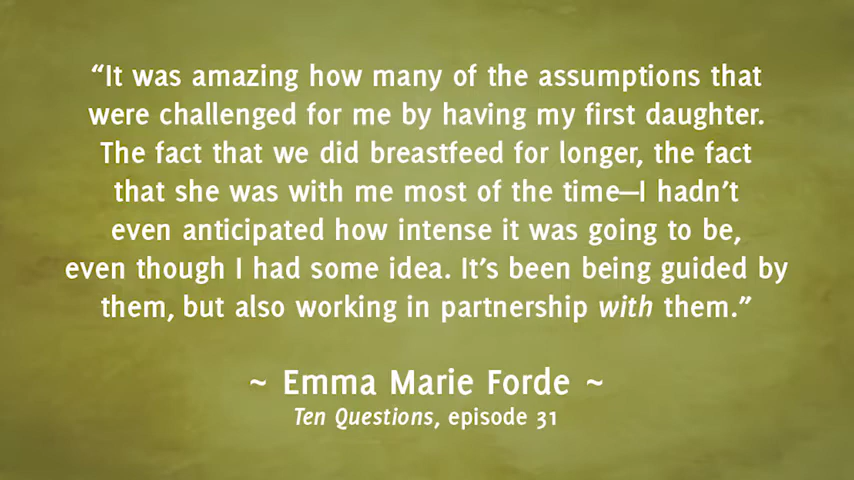 “It was amazing how many of the assumptions that
were challenged for me by having my first daughter.
The fact that we did breastfeed for longer, the fact
that she was with me most of the time—I hadn’t
even anticipated how intense it was going to be,
even though I had some idea. It’s been being guided by
them, but also working in partnership with them.”
~ Emma Marie Forde ~
Ten Questions, episode 31